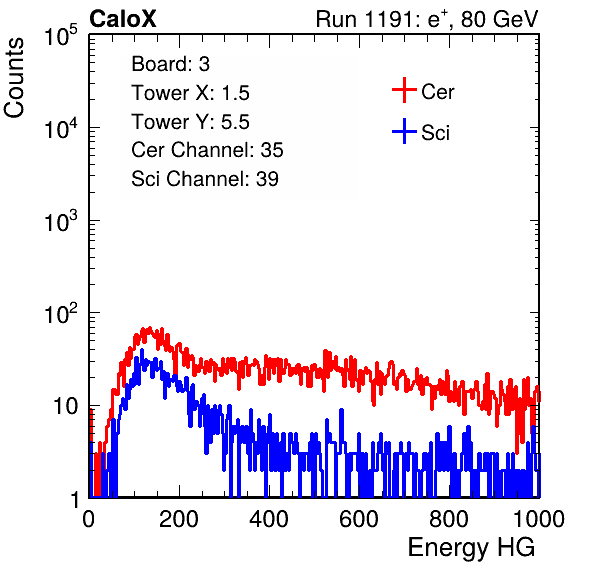 CaloX Run 1191: e⁺, 80 GeV
Counts
10⁵
10⁴
10³
10²
10
1
Board: 3
Tower X: 1.5
Tower Y: 5.5
Cer Channel: 35
Sci Channel: 39
Cer
Sci
0 200 400 600 800 1000
Energy HG